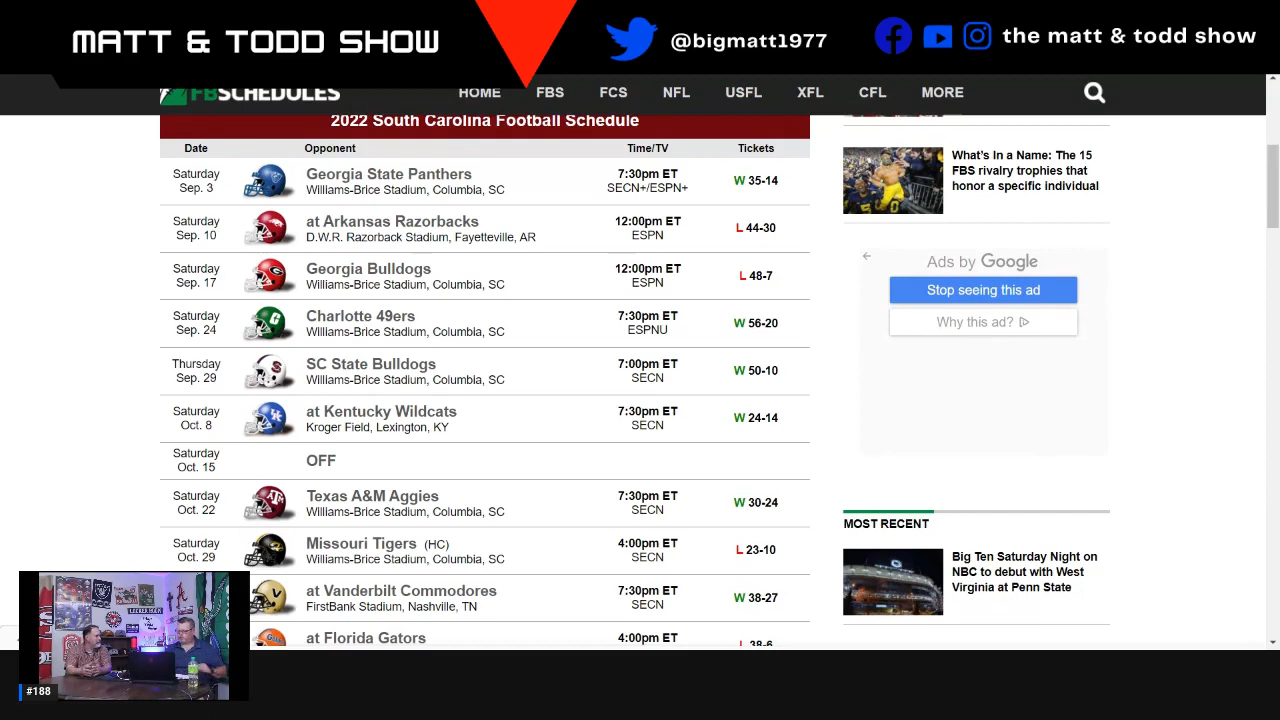 MATT & TODD SHOW
@bigmatt1977
the matt & todd show
FBSCHEDULES
HOME FBS FCS NFL USFL XFL CFL MORE
2022 South Carolina Football Schedule
Date Opponent Time/TV Tickets
Saturday Sep. 3
Georgia State Panthers
Williams-Brice Stadium, Columbia, SC
7:30pm ET
SECN+/ESPN+
W 35-14
Saturday Sep. 10
at Arkansas Razorbacks
D.W.R. Razorback Stadium, Fayetteville, AR
12:00pm ET
ESPN
L 44-30
Saturday Sep. 17
Georgia Bulldogs
Williams-Brice Stadium, Columbia, SC
12:00pm ET
ESPN
L 48-7
Saturday Sep. 24
Charlotte 49ers
Williams-Brice Stadium, Columbia, SC
7:30pm ET
ESPNU
W 56-20
Thursday Sep. 29
SC State Bulldogs
Williams-Brice Stadium, Columbia, SC
7:00pm ET
SECN
W 50-10
Saturday Oct. 8
at Kentucky Wildcats
Kroger Field, Lexington, KY
7:30pm ET
SECN
W 24-14
Saturday Oct. 15
OFF
Saturday Oct. 22
Texas A&M Aggies
Williams-Brice Stadium, Columbia, SC
7:30pm ET
SECN
W 30-24
Saturday Oct. 29
Missouri Tigers (HC)
Williams-Brice Stadium, Columbia, SC
4:00pm ET
SECN
L 23-10
at Vanderbilt Commodores
FirstBank Stadium, Nashville, TN
7:30pm ET
SECN
W 38-27
at Florida Gators
4:00pm ET
L 38-6
What's In a Name: The 15
FBS rivalry trophies that
honor a specific individual
Ads by Google
Stop seeing this ad
Why this ad?
MOST RECENT
Big Ten Saturday Night on
NBC to debut with West
Virginia at Penn State
#188